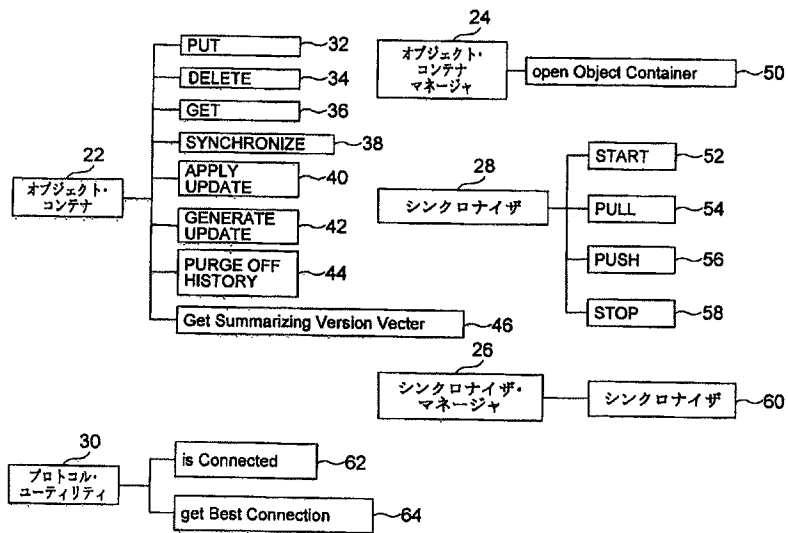 22
オブジェクト・
コンテナ
PUT
32
DELETE
34
GET
36
SYNCHRONIZE
38
APPLY
UPDATE
40
GENERATE
UPDATE
42
PURGE OFF
HISTORY
44
Get Summarizing Version Vecter
46
24
オブジェクト・
コンテナ
マネージャ
open Object Container
50
28
シンクロナイザ
START
52
PULL
54
PUSH
56
STOP
58
26
シンクロナイザ・
マネージャ
シンクロナイザ
60
30
プロトコル・
ユーティリティ
is Connected
62
get Best Connection
64